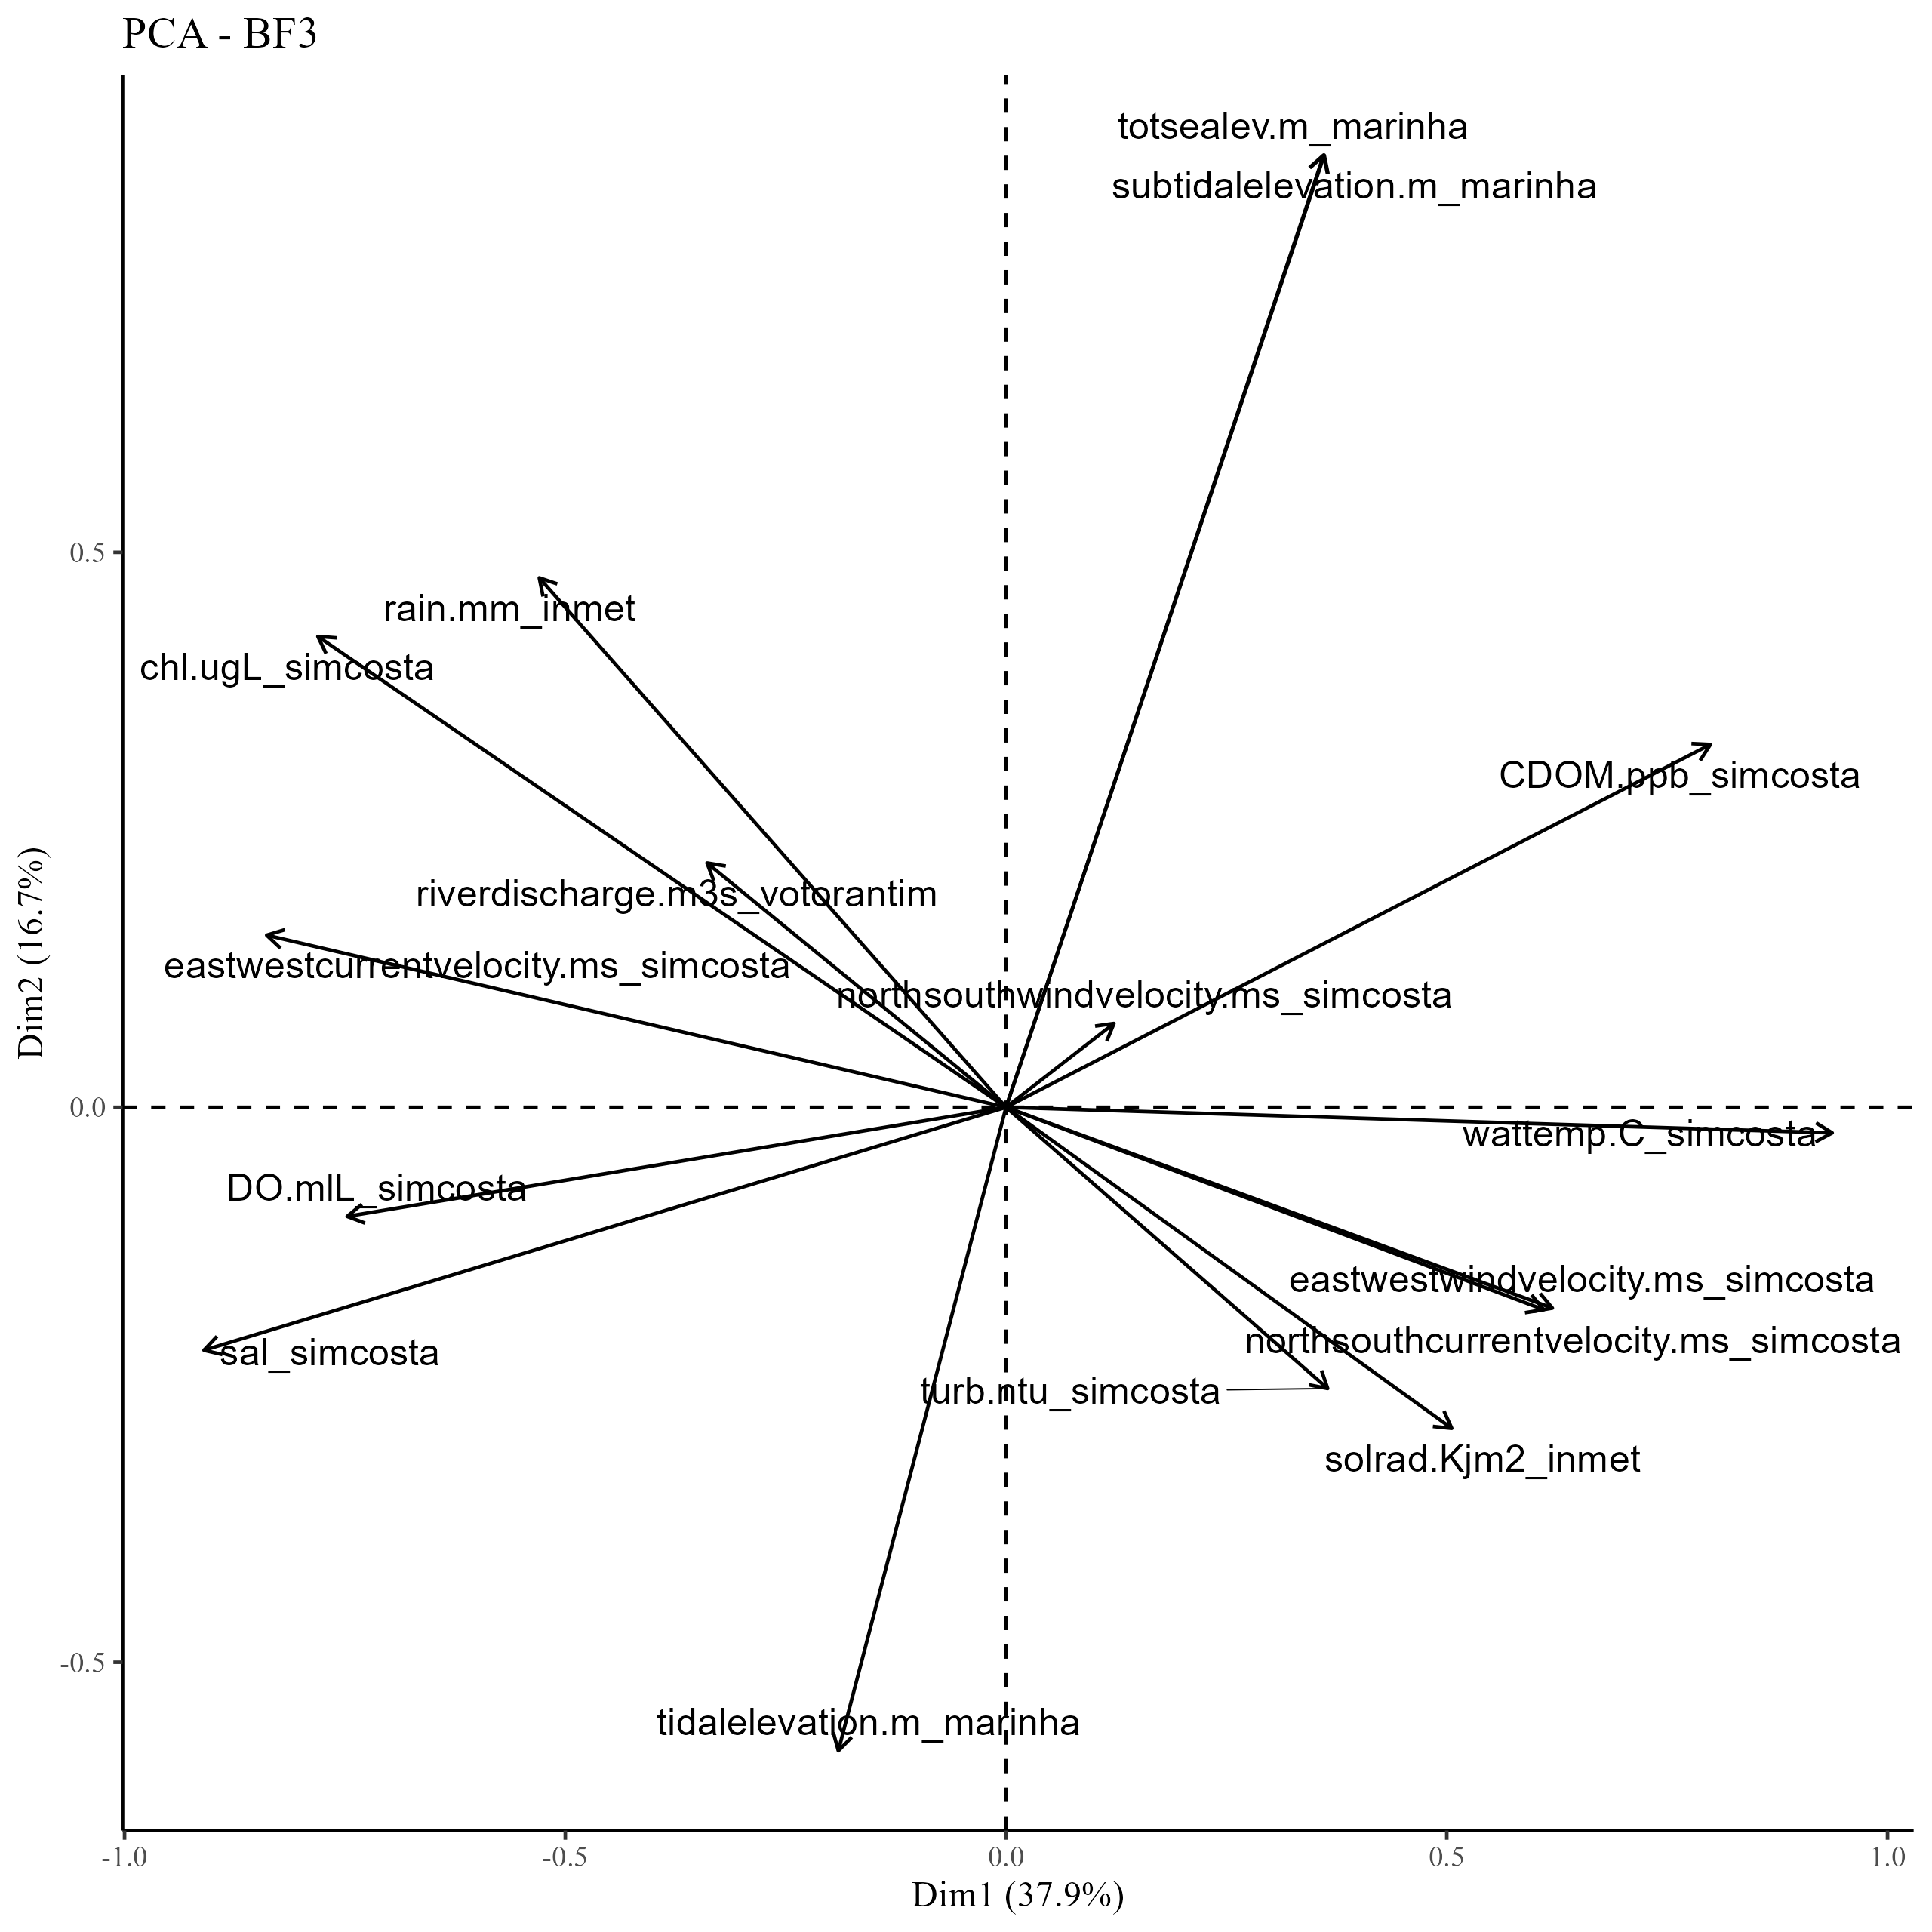 PCA - BF3
totsealev.m_marinha
subtidalelevation.m_marinha
0.5
rain.mm_inmet
chl.ugL_simcosta
CDOM.ppb_simcosta
riverdischarge.m3s_votorantim
eastwestcurrentvelocity.ms_simcosta
northsouthwindvelocity.ms_simcosta
Dim2 (16.7%)
0.0
wattemp.C_simcosta
DO.mlL_simcosta
eastwestwindvelocity.ms_simcosta
northsouthcurrentvelocity.ms_simcosta
sal_simcosta
turb.ntu_simcosta
solrad.Kjm2_inmet
-0.5
tidalelevation.m_marinha
-1.0 -0.5 0.0 0.5 1.0
Dim1 (37.9%)